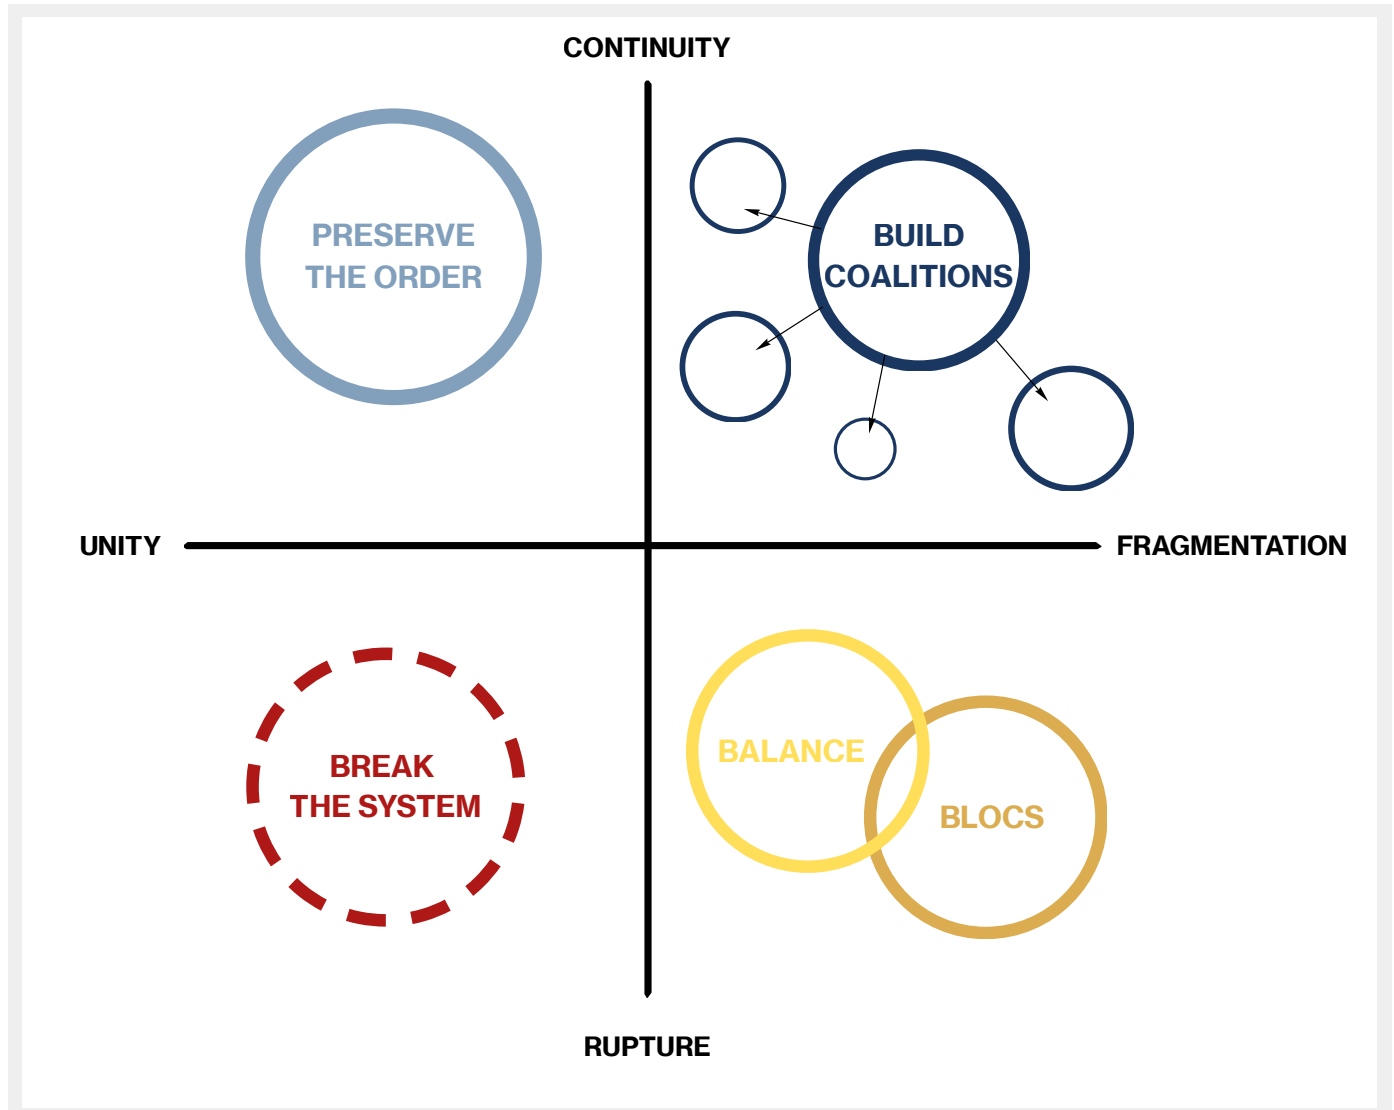 CONTINUITY
PRESERVE
THE ORDER
BUILD
COALITIONS
UNITY
FRAGMENTATION
BREAK
THE SYSTEM
BALANCE
BLOCS
RUPTURE